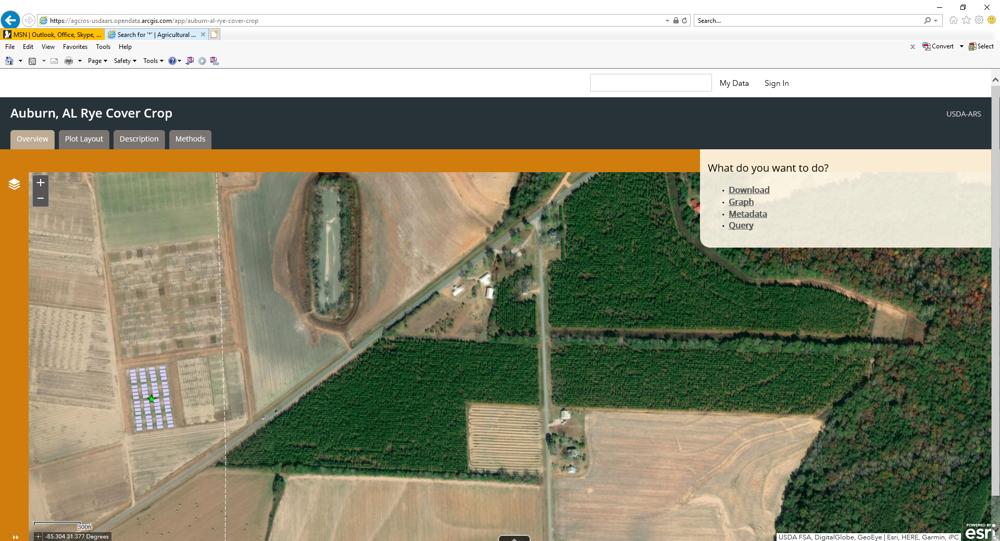 https://agcros-usdaars.opendata.arcgis.com/app/auburn-al-rye-cover-crop
Search...
MSN | Outlook, Office, Skype, ...
Search for '*' | Agricultural ...
File Edit View Favorites Tools Help
Convert Select
Page Safety Tools
My Data Sign In
Auburn, AL Rye Cover Crop
USDA-ARS
Overview Plot Layout Description Methods
What do you want to do?
+
−
• Download
• Graph
• Metadata
• Query
300ft
-85.304 31.377 Degrees
POWERED BY
esri
USDA FSA, DigitalGlobe, GeoEye | Esri, HERE, Garmin, iPC